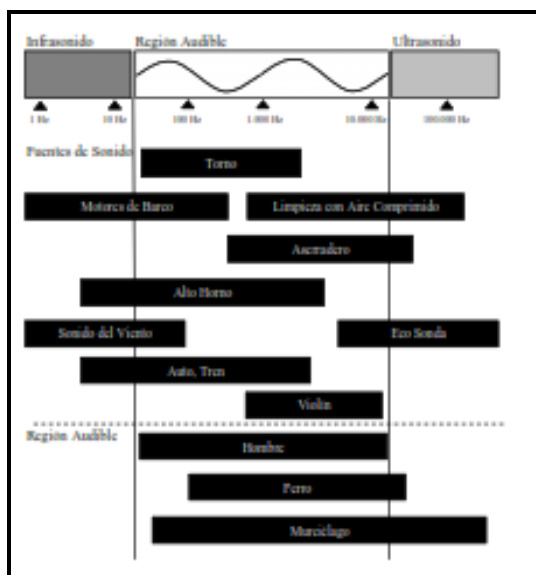 Infrasonido Región Audible Ultrasonido
1 Hz 10 Hz 100 Hz 1.000 Hz 10.000 Hz 100.000 Hz
Fuentes de Sonido
Torno
Motores de Barco Limpieza con Aire Comprimido
Aserradero
Alto Horno
Sonido del Viento Eco Sonda
Auto, Tren
Violin
Región Audible
Hombre
Perro
Murciélago